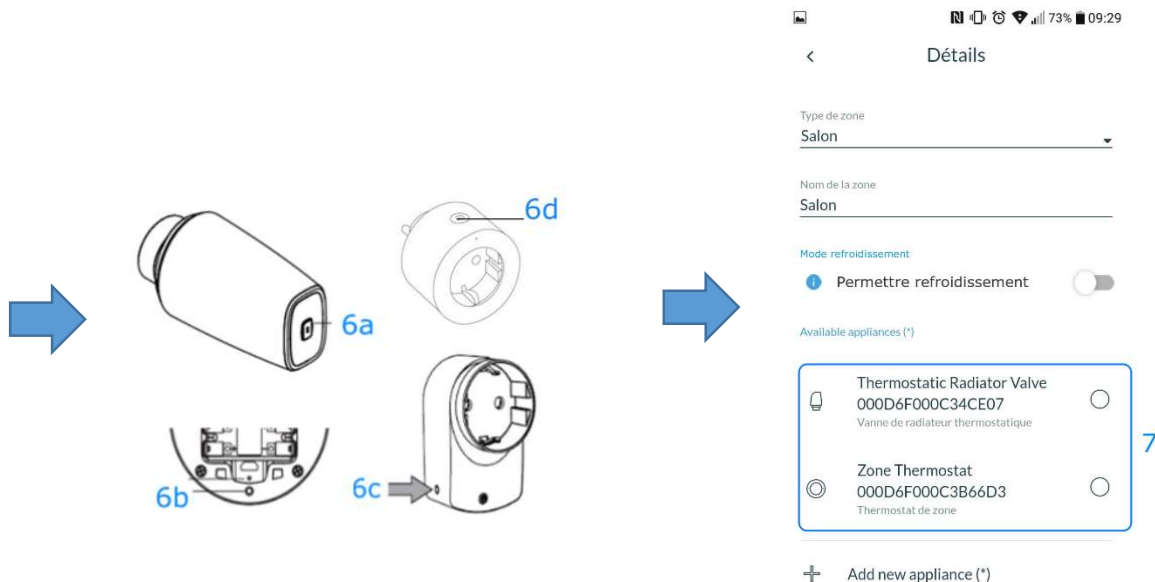 6a
6b
6c
6d
73% 09:29
Détails
Type de zone
Salon
Nom de la zone
Salon
Mode refroidissement
Permettre refroidissement
Available appliances (*)
Thermostatic Radiator Valve
000D6F000C34CE07
Vanne de radiateur thermostatique
Zone Thermostat
000D6F000C3B66D3
Thermostat de zone
7
Add new appliance (*)